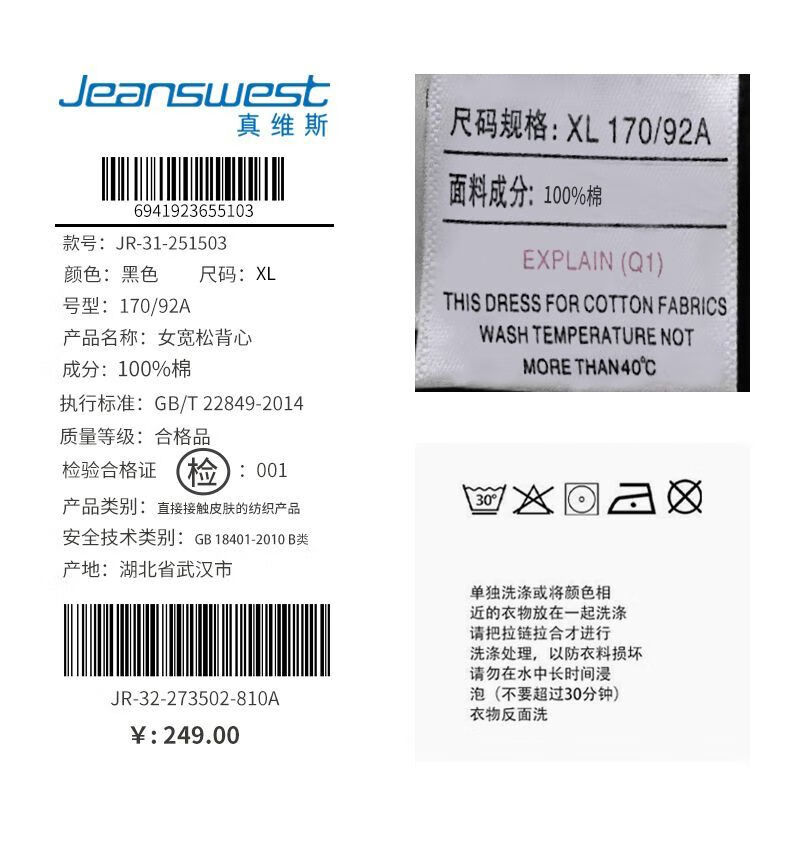 Jeanswest
真维斯
6941923655103
款号：JR-31-251503
颜色：黑色 尺码：XL
号型：170/92A
产品名称：女宽松背心
成分：100%棉
执行标准：GB/T 22849-2014
质量等级：合格品
检验合格证 检 ：001
产品类别：直接接触皮肤的纺织产品
安全技术类别：GB 18401-2010 B类
产地：湖北省武汉市
JR-32-273502-810A
￥: 249.00
尺码规格: XL 170/92A
面料成分: 100%棉
EXPLAIN (Q1)
THIS DRESS FOR COTTON FABRICS
WASH TEMPERATURE NOT
MORE THAN 40℃
30°
单独洗涤或将颜色相
近的衣物放在一起洗涤
请把拉链拉合才进行
洗涤处理，以防衣料损坏
请勿在水中长时间浸
泡（不要超过30分钟）
衣物反面洗